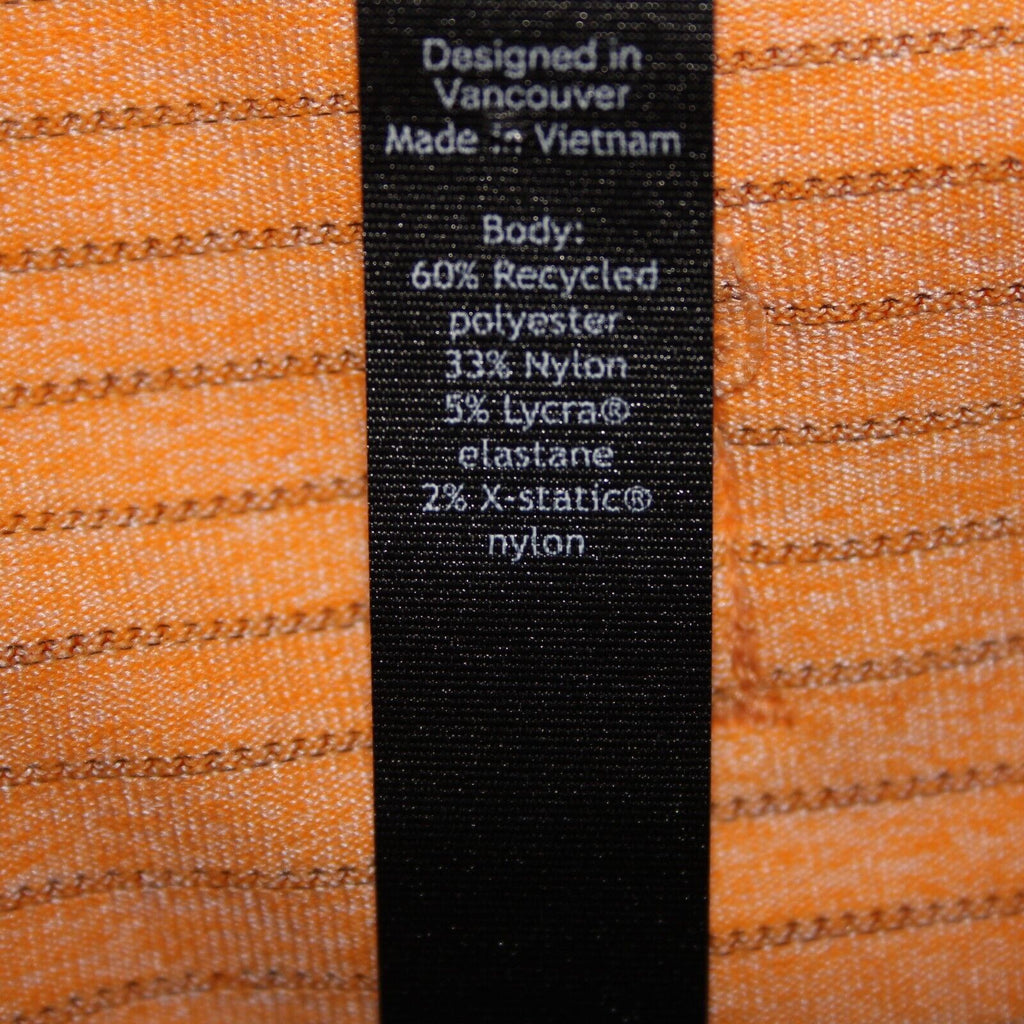 Designed in
Vancouver
Made in Vietnam
Body:
60% Recycled
polyester
33% Nylon
5% Lycra®
elastane
2% X-static®
nylon